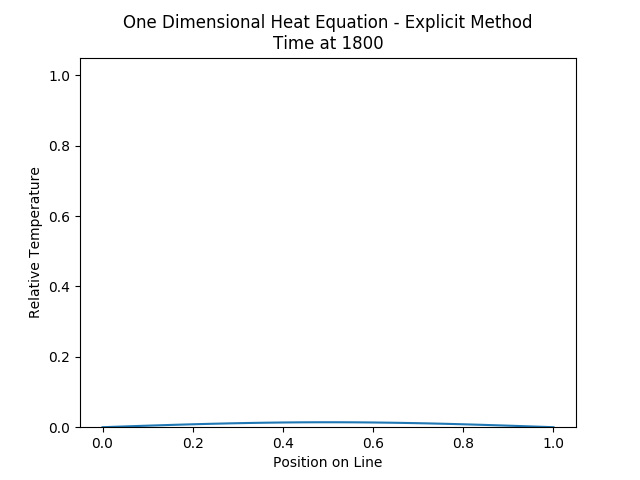 One Dimensional Heat Equation - Explicit Method
Time at 1800
1.0
0.8
0.6
0.4
0.2
0.0
Relative Temperature
0.0 0.2 0.4 0.6 0.8 1.0
Position on Line